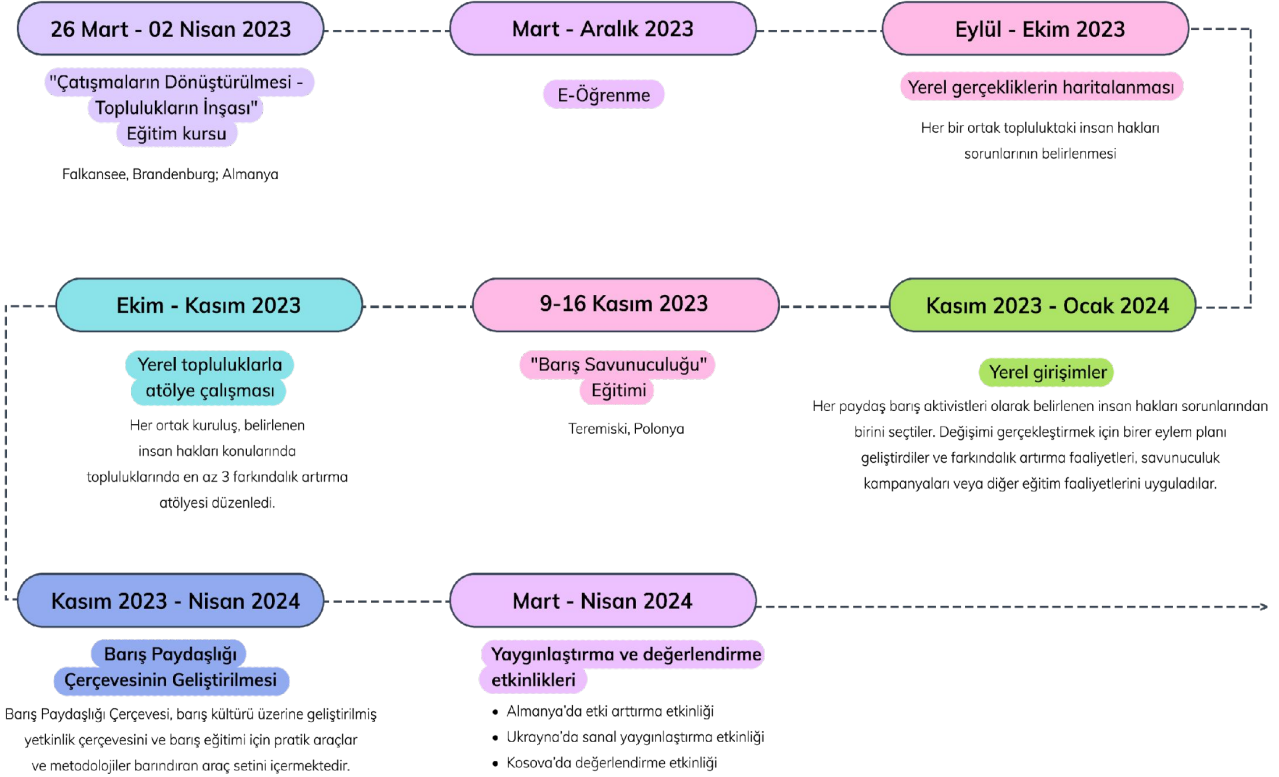 26 Mart - 02 Nisan 2023
"Çatışmaların Dönüştürülmesi -
Toplulukların İnşası"
Eğitim kursu
Falkansee, Brandenburg; Almanya
Mart - Aralık 2023
E-Öğrenme
Eylül - Ekim 2023
Yerel gerçekliklerin haritalanması
Her bir ortak topluluktaki insan hakları
sorunlarının belirlenmesi
Ekim - Kasım 2023
Yerel topluluklarla
atölye çalışması
Her ortak kuruluş, belirlenen
insan hakları konularında
topluluklarında en az 3 farkındalık artırma
atölyesi düzenledi.
9-16 Kasım 2023
"Barış Savunuculuğu"
Eğitimi
Teremiski, Polonya
Kasım 2023 - Ocak 2024
Yerel girişimler
Her paydaş barış aktivistleri olarak belirlenen insan hakları sorunlarından
birini seçtiler. Değişimi gerçekleştirmek için birer eylem planı
geliştirdiler ve farkındalık artırma faaliyetleri, savunuculuk
kampanyaları veya diğer eğitim faaliyetlerini uyguladılar.
Kasım 2023 - Nisan 2024
Barış Paydaşlığı
Çerçevesinin Geliştirilmesi
Barış Paydaşlığı Çerçevesi, barış kültürü üzerine geliştirilmiş
yetkinlik çerçevesini ve barış eğitimi için pratik araçlar
ve metodolojiler barındıran araç setini içermektedir.
Mart - Nisan 2024
Yaygınlaştırma ve değerlendirme
etkinlikleri
• Almanya'da etki arttırma etkinliği
• Ukrayna'da sanal yaygınlaştırma etkinliği
• Kosova'da değerlendirme etkinliği